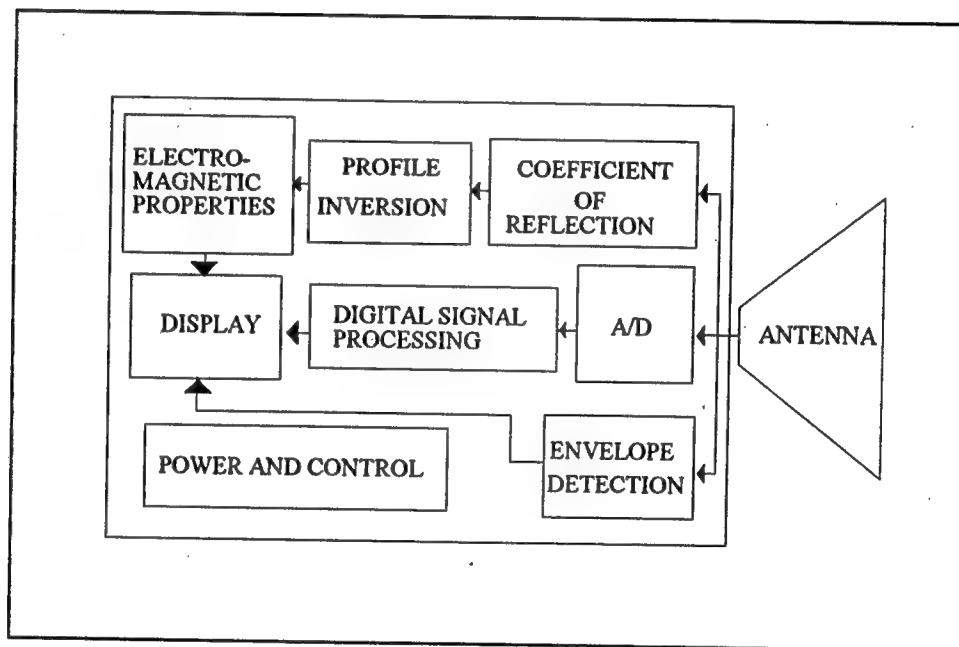 ELECTRO-
MAGNETIC
PROPERTIES
PROFILE
INVERSION
COEFFICIENT
OF
REFLECTION
DISPLAY
DIGITAL SIGNAL
PROCESSING
A/D
ANTENNA
POWER AND CONTROL
ENVELOPE
DETECTION